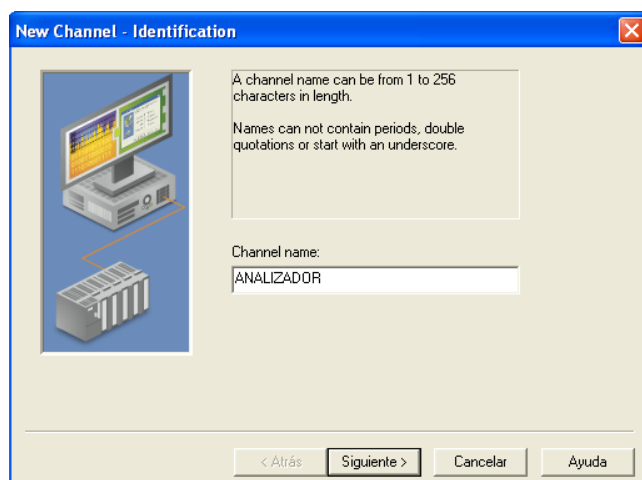 New Channel - Identification
A channel name can be from 1 to 256
characters in length.
Names can not contain periods, double
quotations or start with an underscore.
Channel name:
ANALIZADOR
< Atrás
Siguiente >
Cancelar
Ayuda